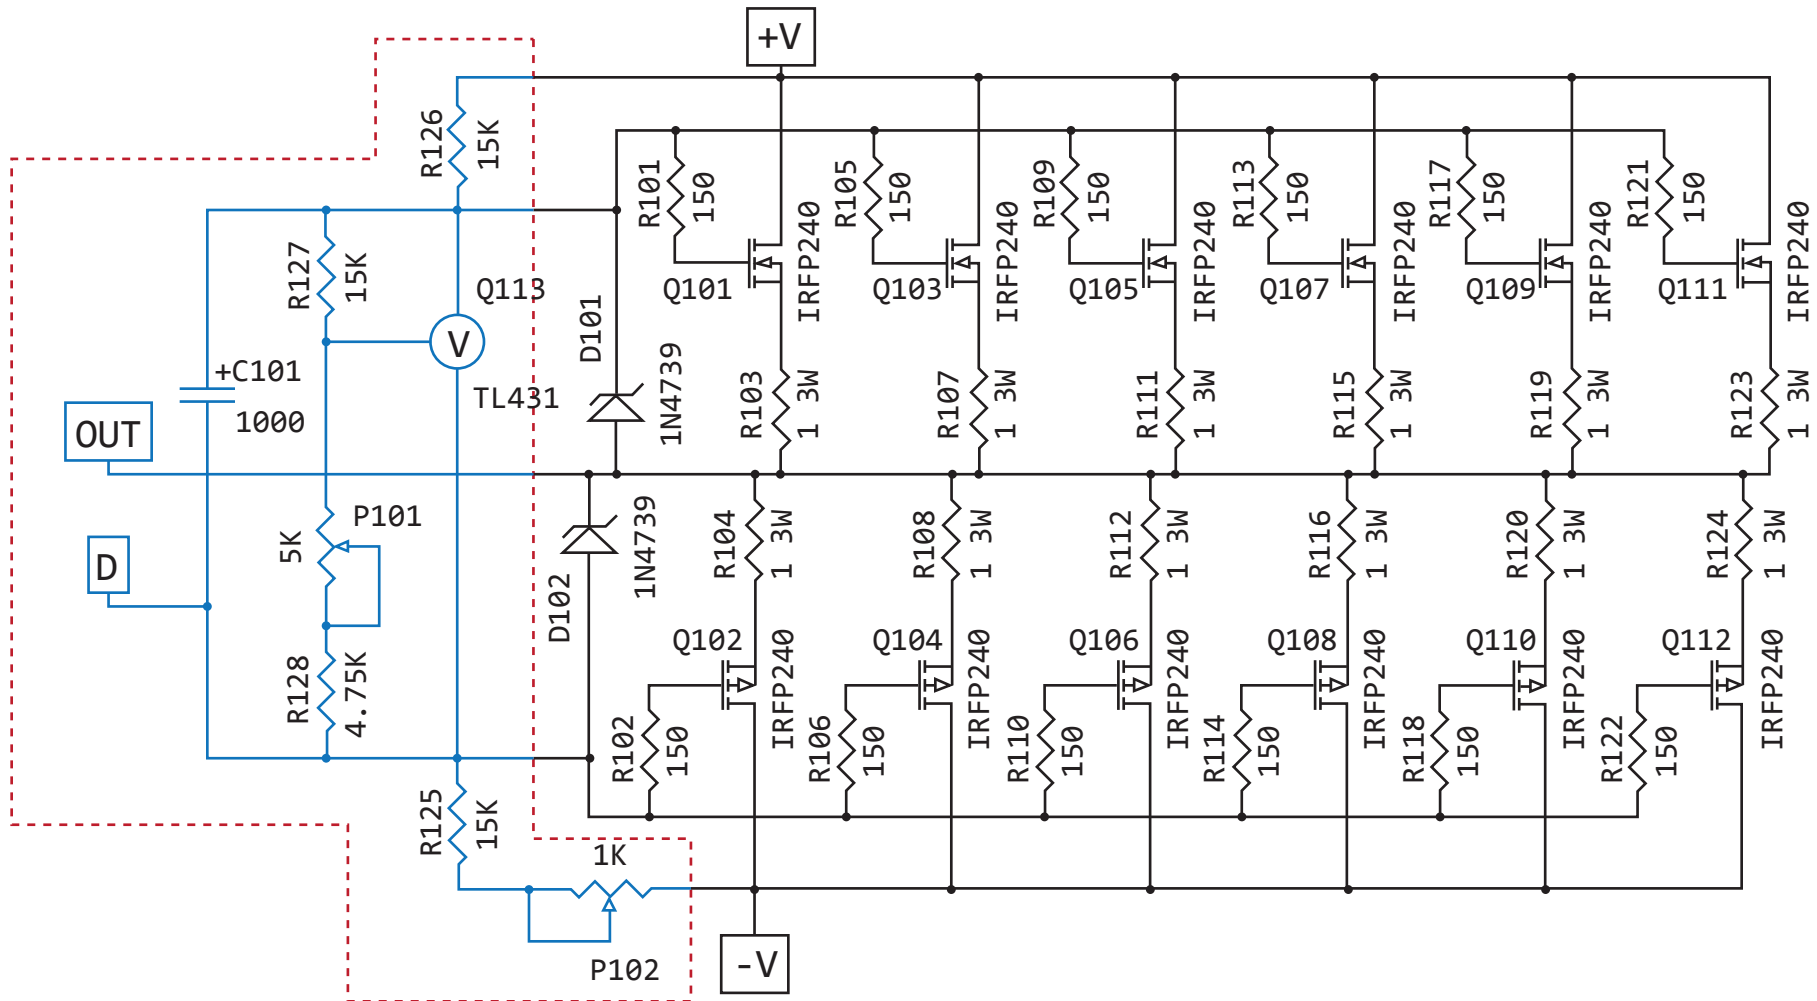 +V
R126
15K
R101
150
R105
150
R109
150
R113
150
R117
150
R121
150
IRFP240
IRFP240
IRFP240
IRFP240
IRFP240
IRFP240
R127
15K
Q113
Q101
Q103
Q105
Q107
Q109
Q111
D101
1N4739
+C101
1000
TL431
R103
1 3W
R107
1 3W
R111
1 3W
R115
1 3W
R119
1 3W
R123
1 3W
OUT
P101
5K
D
D102
1N4739
R104
1 3W
R108
1 3W
R112
1 3W
R116
1 3W
R120
1 3W
R124
1 3W
Q102
Q104
Q106
Q108
Q110
Q112
IRFP240
IRFP240
IRFP240
IRFP240
IRFP240
IRFP240
R128
4.75K
R102
150
R106
150
R110
150
R114
150
R118
150
R122
150
R125
15K
1K
P102
-V